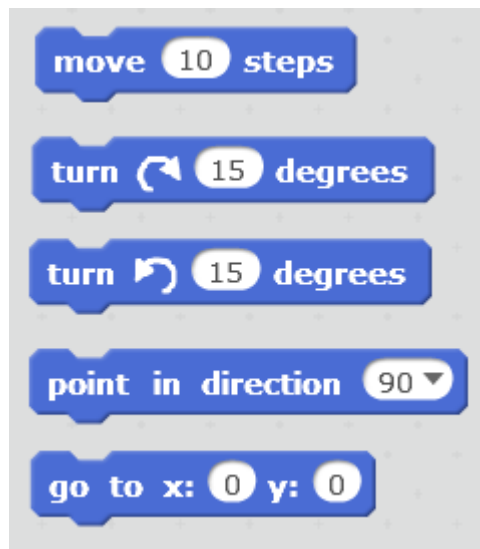 move 10 steps
turn 15 degrees
turn 15 degrees
point in direction 90
go to x: 0 y: 0